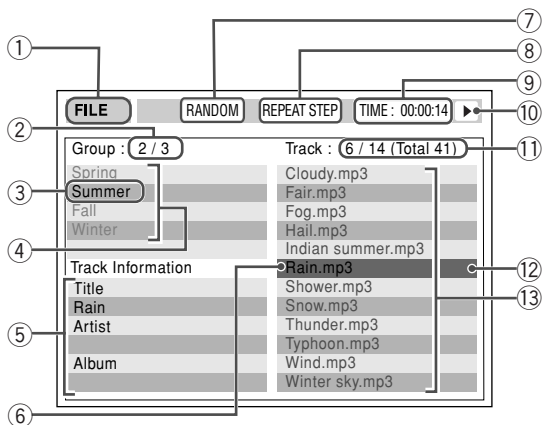 ⑦
① ⑧
⑨
FILE RANDOM REPEAT STEP TIME : 00:00:14 ⑩
② Group : 2 / 3 Track : 6 / 14 (Total 41) ⑪
Spring Cloudy.mp3
③ Summer Fair.mp3
Fall Fog.mp3
Winter Hail.mp3
④ Indian summer.mp3
Track Information Rain.mp3 ⑫
Title Shower.mp3 ⑬
Rain Snow.mp3
⑤ Artist Thunder.mp3
Typhoon.mp3
Album Wind.mp3
Winter sky.mp3
⑥